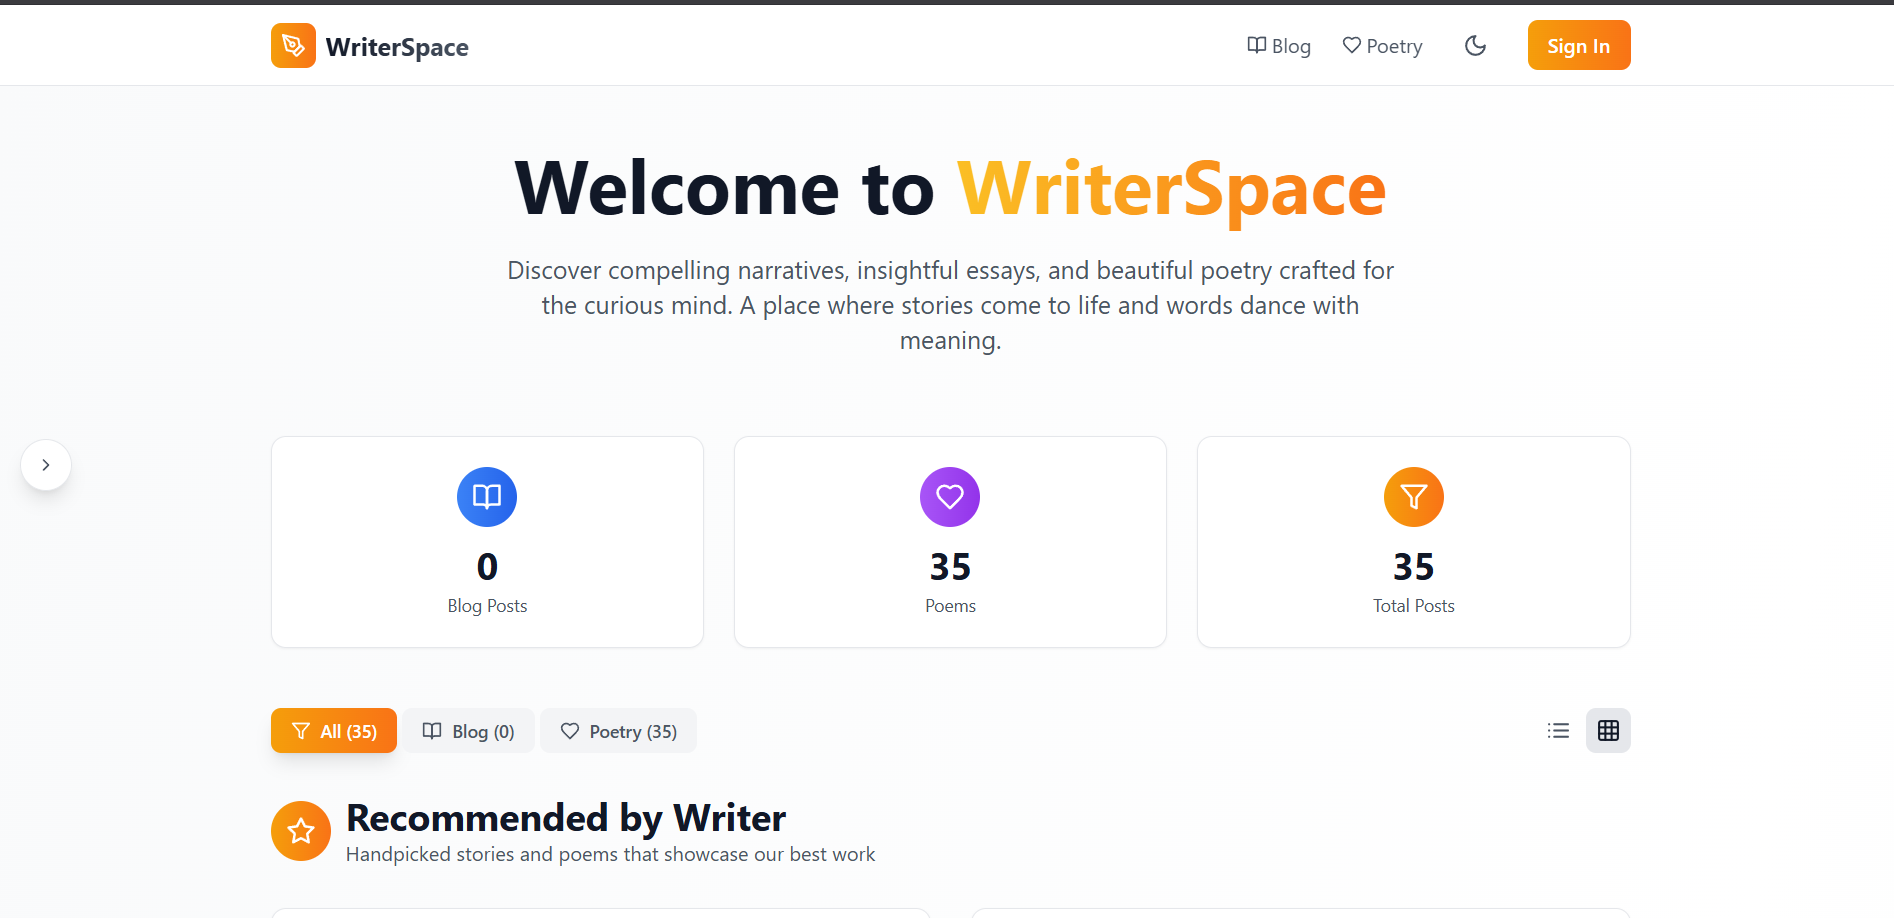 WriterSpace
Blog
Poetry
Sign In
Welcome to WriterSpace
Discover compelling narratives, insightful essays, and beautiful poetry crafted for
the curious mind. A place where stories come to life and words dance with
meaning.
0
Blog Posts
35
Poems
35
Total Posts
All (35)
Blog (0)
Poetry (35)
Recommended by Writer
Handpicked stories and poems that showcase our best work